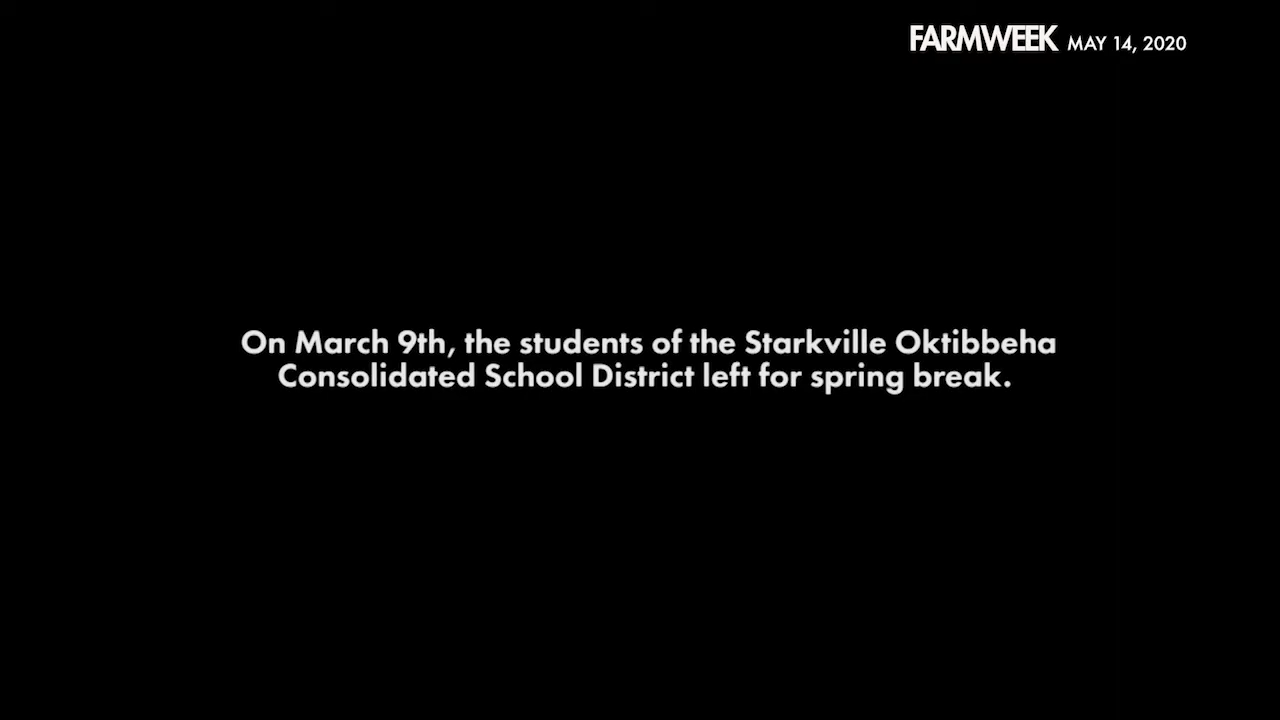 FARMWEEK MAY 14, 2020
On March 9th, the students of the Starkville Oktibbeha
Consolidated School District left for spring break.